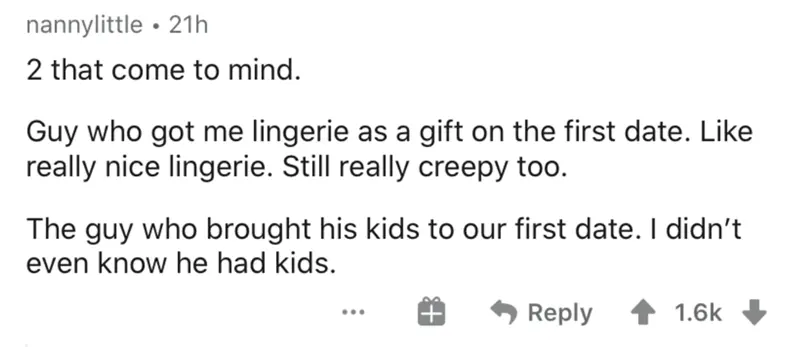 nannylittle • 21h
2 that come to mind.
Guy who got me lingerie as a gift on the first date. Like
really nice lingerie. Still really creepy too.
The guy who brought his kids to our first date. I didn’t
even know he had kids.
... Reply 1.6k